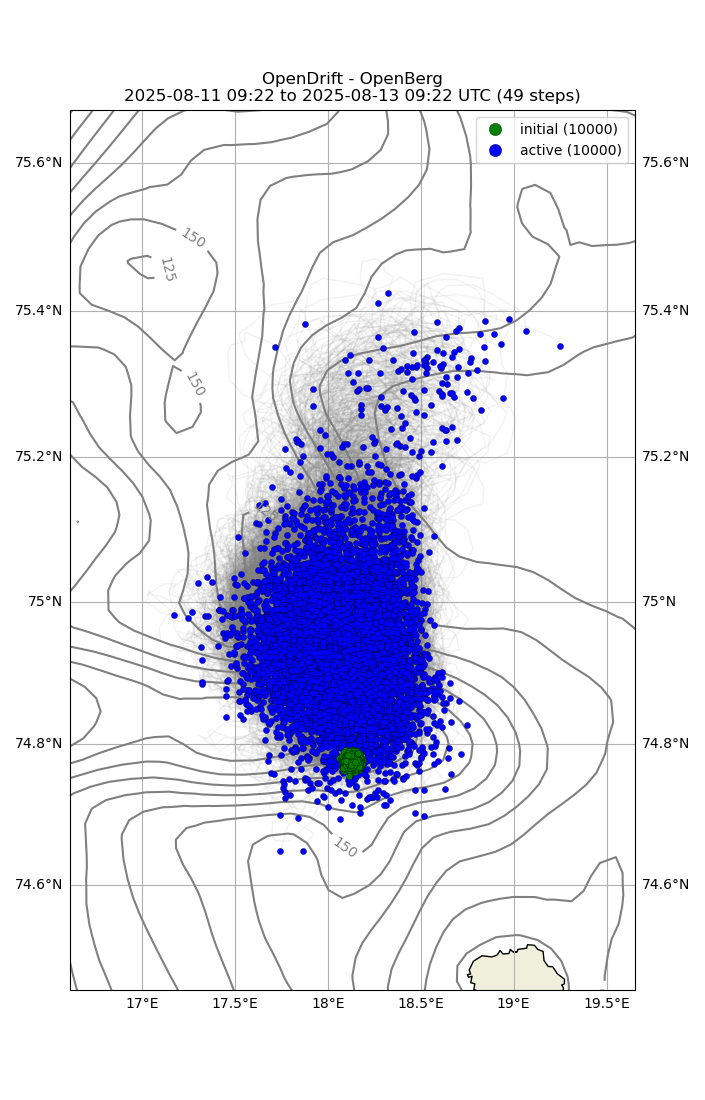 OpenDrift - OpenBerg
2025-08-11 09:22 to 2025-08-13 09:22 UTC (49 steps)
initial (10000)
active (10000)
75.6°N 75.6°N
150
125
75.4°N 75.4°N
150
75.2°N 75.2°N
75°N 75°N
74.8°N 74.8°N
150
74.6°N 74.6°N
17°E 17.5°E 18°E 18.5°E 19°E 19.5°E